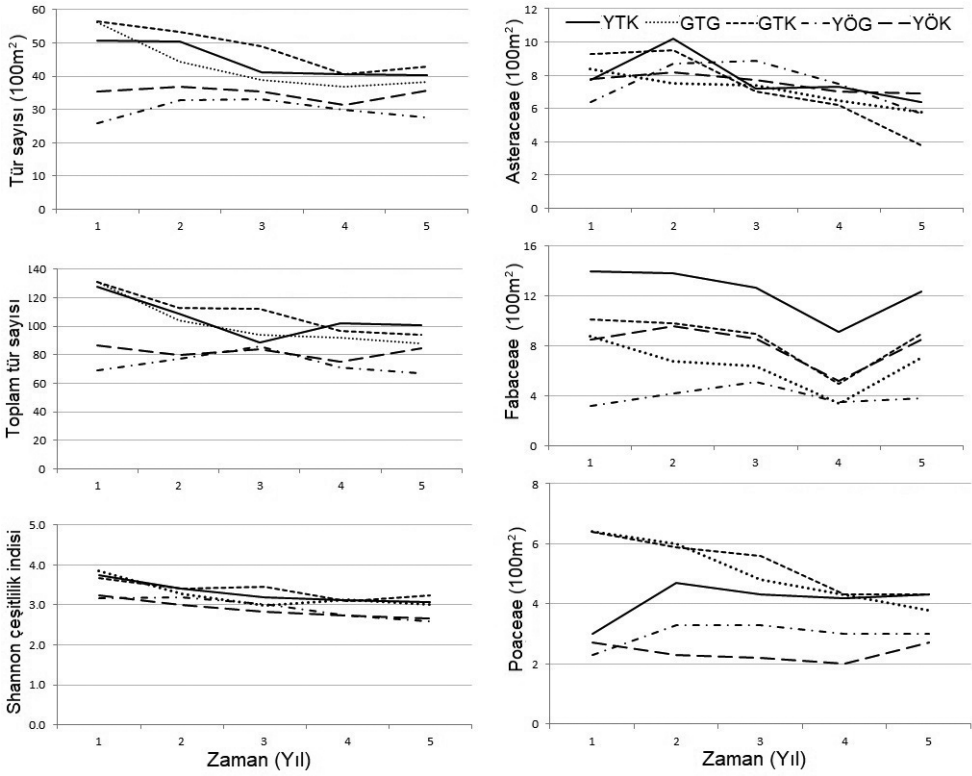 Tür sayısı (100m²)
60
50
40
30
20
10
0
1 2 3 4 5
Asteraceae (100m²)
YTK GTG GTK YÖG YÖK
12
10
8
6
4
2
0
1 2 3 4 5
Toplam tür sayısı
140
120
100
80
60
40
20
0
1 2 3 4 5
Fabaceae (100m²)
16
12
8
4
0
1 2 3 4 5
Shannon çeşitlilik indisi
5.0
4.0
3.0
2.0
1.0
0.0
1 2 3 4 5
Zaman (Yıl)
Poaceae (100m²)
8
6
4
2
0
1 2 3 4 5
Zaman (Yıl)